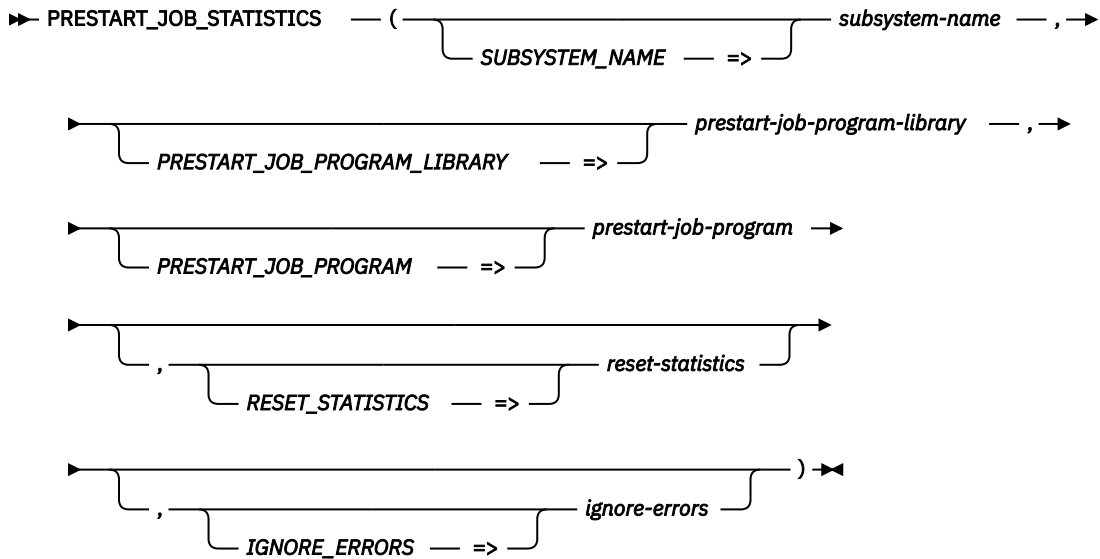 PRESTART_JOB_STATISTICS ( subsystem-name ,
SUBSYSTEM_NAME =>
prestart-job-program-library ,
PRESTART_JOB_PROGRAM_LIBRARY =>
prestart-job-program
PRESTART_JOB_PROGRAM =>
, reset-statistics
RESET_STATISTICS =>
)
, ignore-errors
IGNORE_ERRORS =>